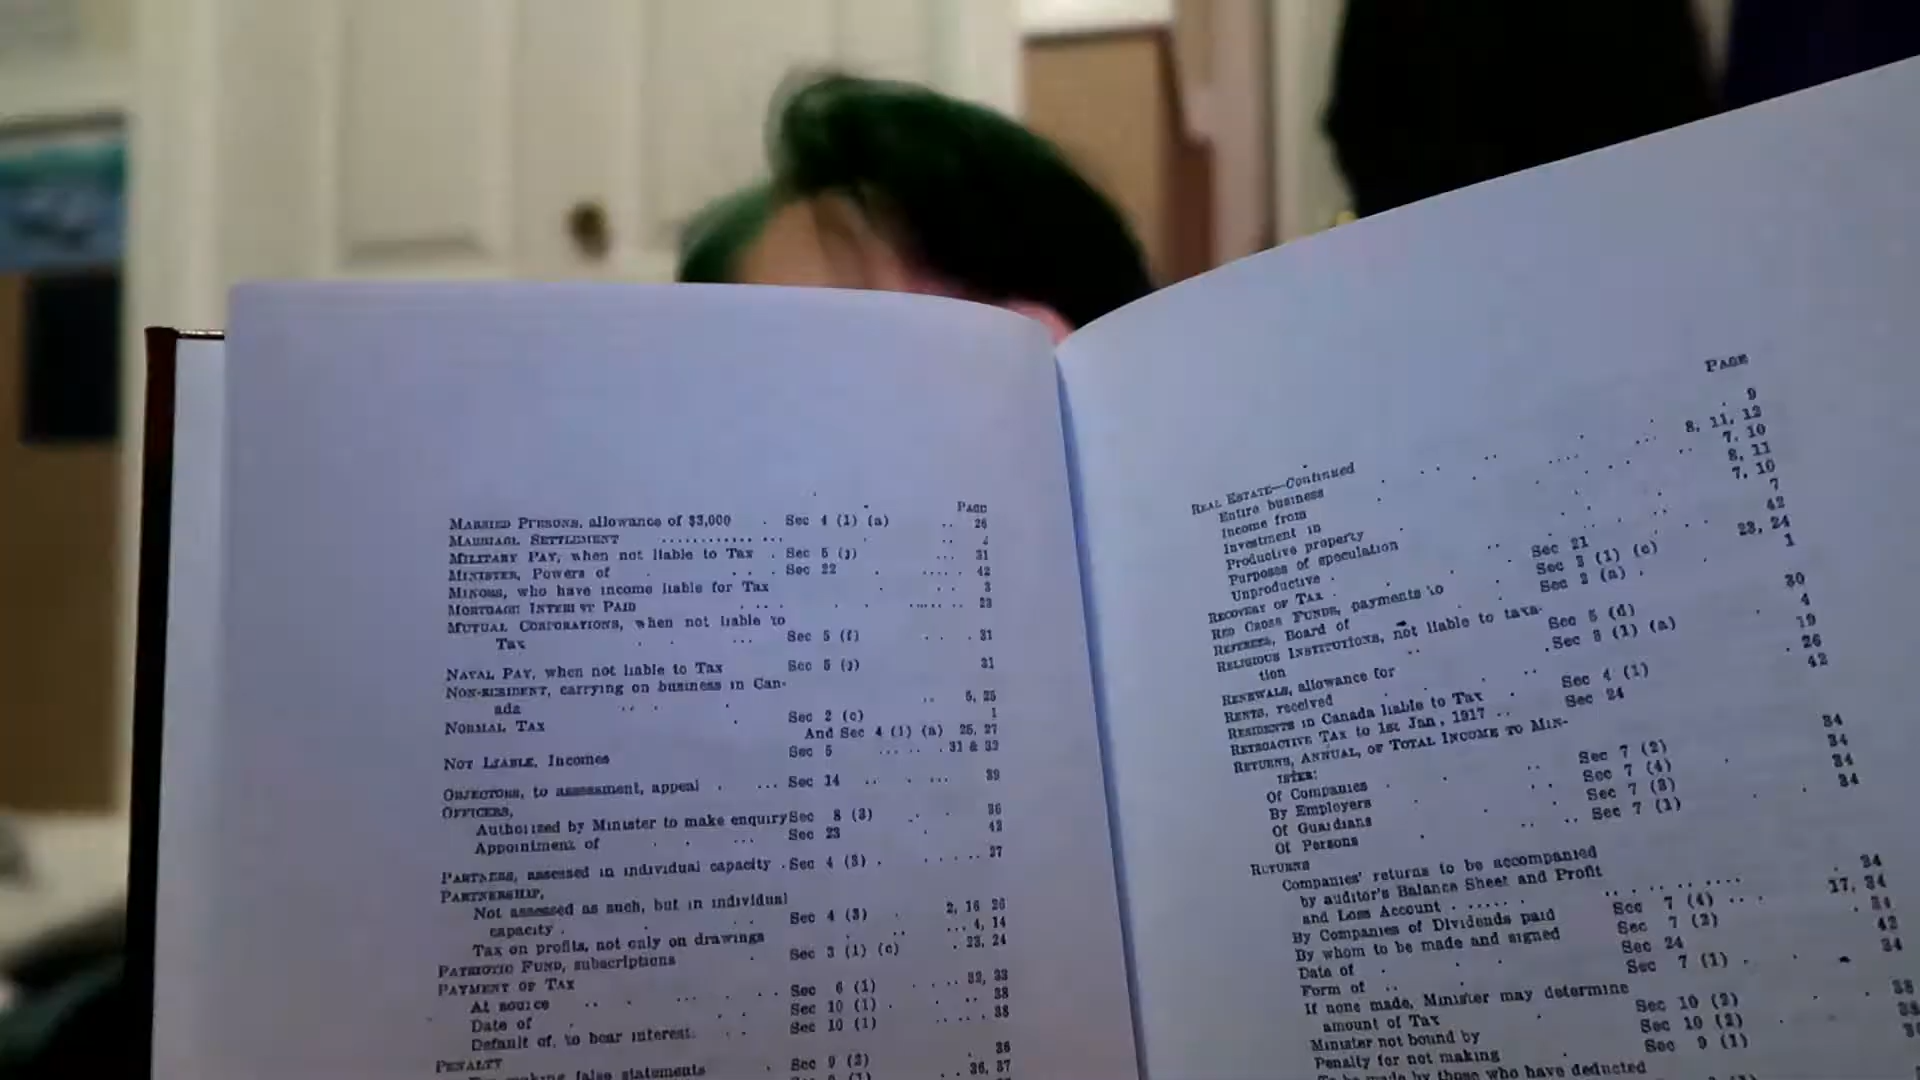 PAGE
MARRIED PERSONS, allowance of $3,000 . Sec 4 (1) (a) .. 26
MARRIAGE SETTLEMENT .. 4
MILITARY PAY, when not liable to Tax . Sec 5 (j) ... 31
MINISTER, Powers of . ... Sec 22 . ..... 42
MINORS, who have income liable for Tax .. 3
MORTGAGE INTEREST PAID .... 23
MUTUAL CORPORATIONS, when not liable to
Tax . ... Sec 5 (f) .. . 31
NAVAL PAY, when not liable to Tax Sec 5 (j) 31
NON-RESIDENT, carrying on business in Can-
ada .. . .. 5, 25
NORMAL TAX . Sec 2 (c) 1
And Sec 4 (1) (a) 25, 27
NOT LIABLE, Incomes Sec 5 ..... . 31 & 32
OBJECTORS, to assessment, appeal . ... Sec 14 .. . ... 39
OFFICERS,
Authorized by Minister to make enquiry Sec 8 (3) . . 36
Appointment of . . ... Sec 23 . 42
PARTNERS, assessed in individual capacity . Sec 4 (3) . ..... 27
PARTNERSHIP,
Not assessed as such, but in individual
capacity . . .. Sec 4 (3) . 2, 16 26
Tax on profits, not only on drawings . .. ... 4, 14
PATRIOTIC FUND, subscriptions . Sec 3 (1) (c) . 23, 24
PAYMENT OF TAX
At source .. ... . .. Sec 6 (1) .... 32, 33
Date of . . . Sec 10 (1) . .. 38
Default of, to bear interest. . . Sec 10 (1) .... 38
PENALTY
making false statements Sec 9 (2) . 36
.. 36, 37
PAGE
REAL ESTATE—Continued
Entire business . 9
Income from 8, 11, 12
Investment in 7, 10
Productive property 8, 11
Purposes of speculation 7, 10
Unproductive . 7
RECOVERY OF TAX . .. Sec 21 42
RED CROSS FUNDS, payments to Sec 3 (1) (c) 23, 24
REFEREES, Board of . Sec 2 (a) . 1
RELIGIOUS INSTITUTIONS, not liable to taxa-
tion .. Sec 5 (d) 30
RENEWALS, allowance for . Sec 3 (1) (a) . 4
RENTS, received .. 19
RESIDENTS in Canada liable to Tax . Sec 4 (1) . 26
RETROACTIVE TAX to 1st Jan, 1917 .. Sec 24 42
RETURNS, ANNUAL, OF TOTAL INCOME TO MIN-
ISTER:
Of Companies . . .. Sec 7 (2) 34
By Employers . .. Sec 7 (4) . 34
Of Guardians . Sec 7 (3) 34
Of Persons . .. .. Sec 7 (1) . . 34
RETURNS
Companies' returns to be accompanied
by auditor's Balance Sheet and Profit
and Loss Account . ...... . 34
By Companies of Dividends paid Sec 7 (4) .. . 17, 34
By whom to be made and signed Sec 7 (2) . 34
Date of . . . Sec 24 42
Form of .. . Sec 7 (1) . . 34
If none made, Minister may determine
amount of Tax . Sec 10 (2) . . 38
Minister not bound by Sec 10 (2) .
Penalty for not making . Sec 9 (1)
made by those who have deducted